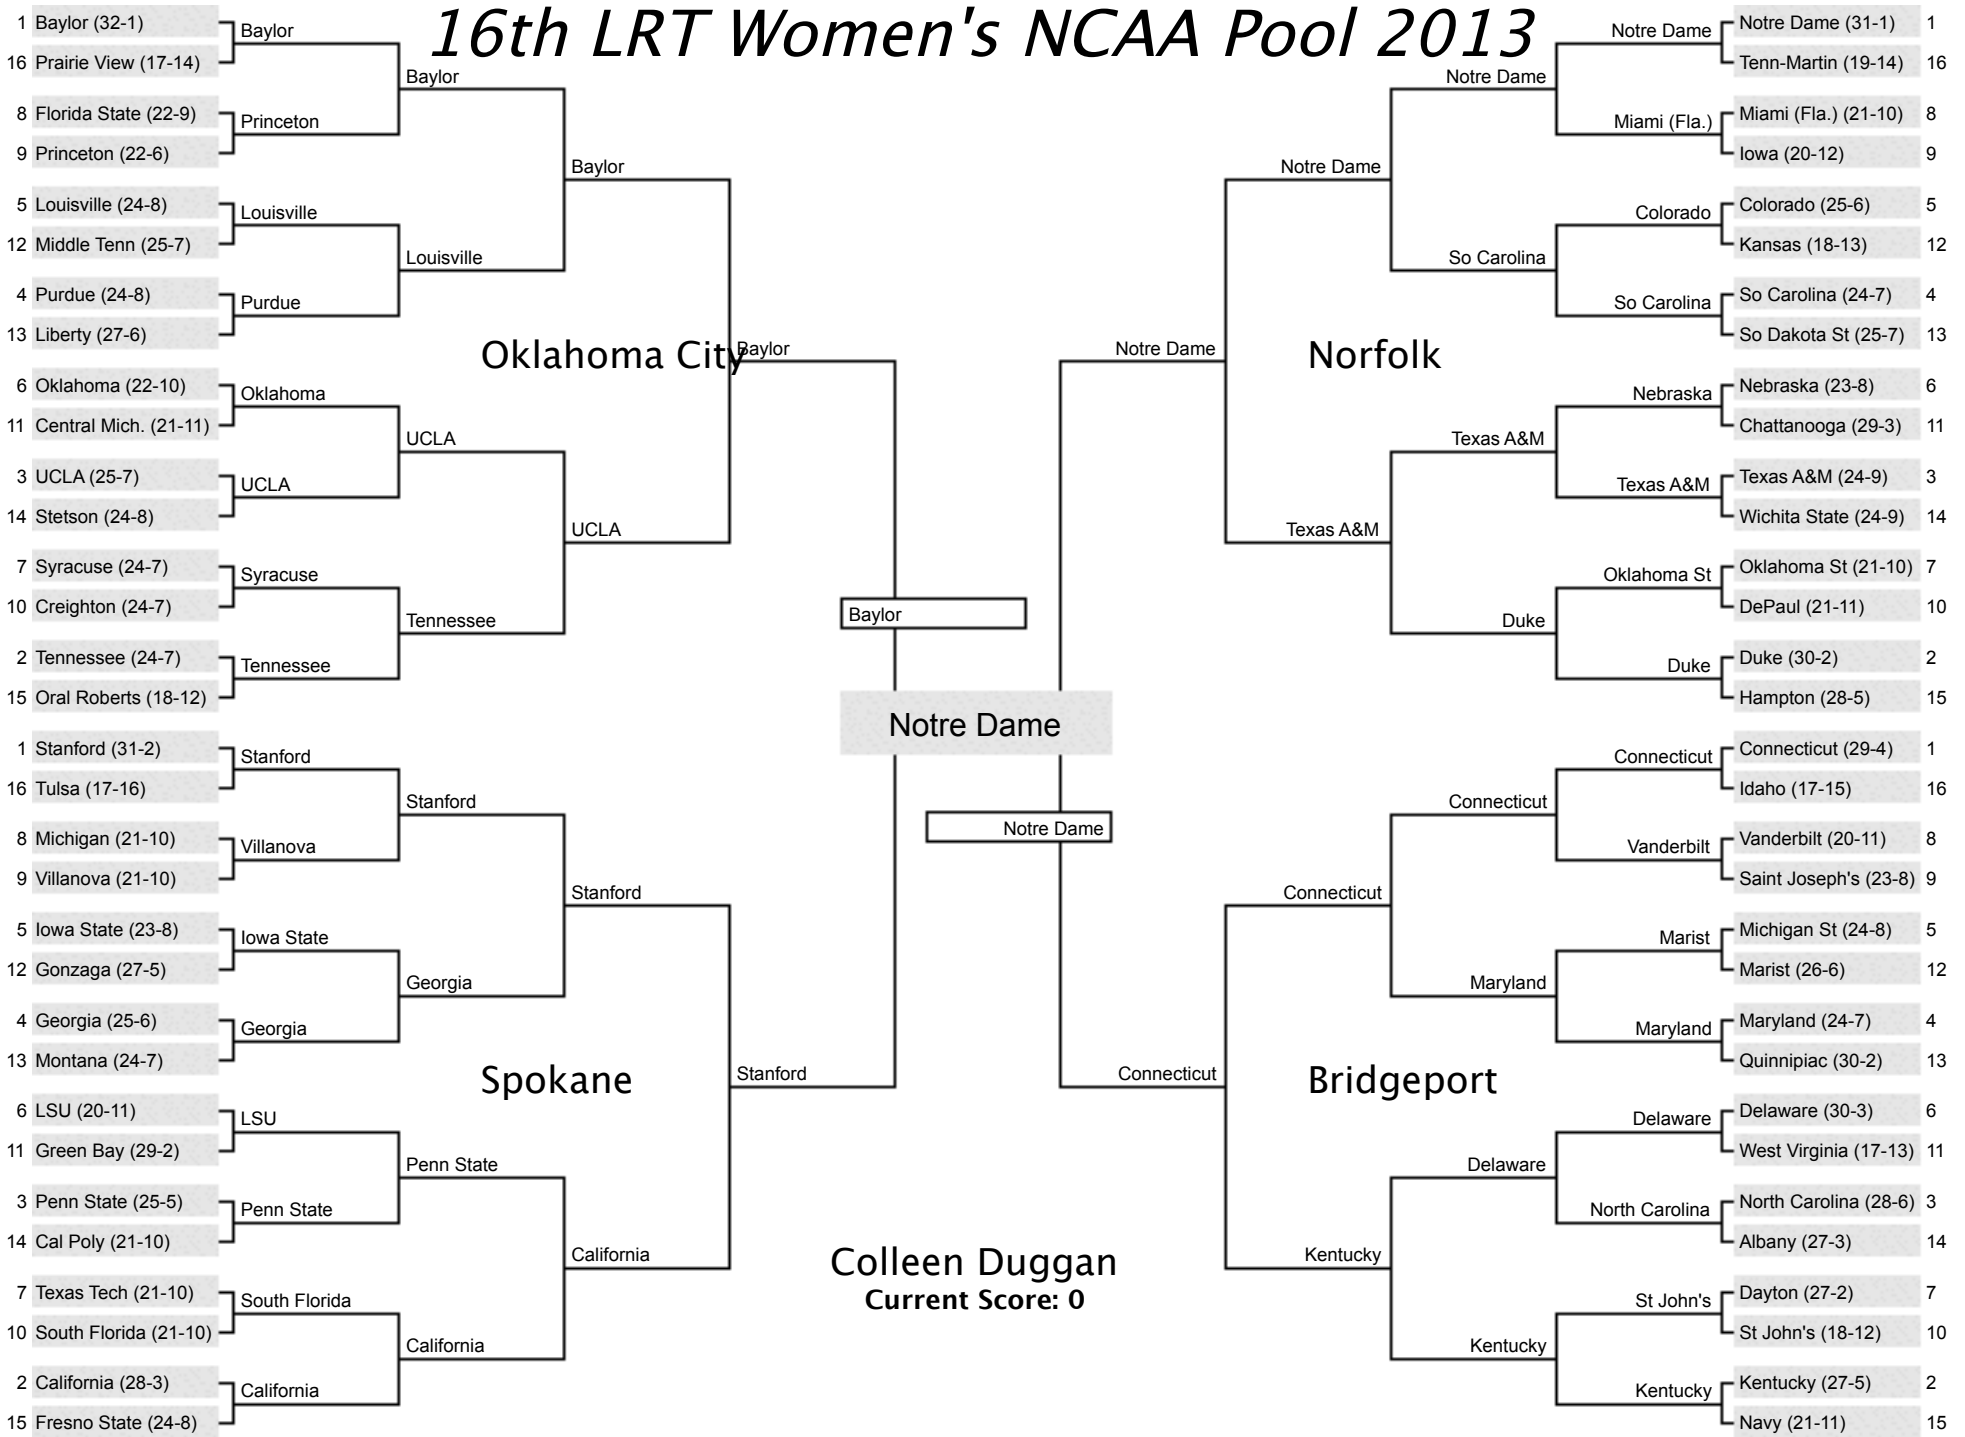 16th LRT Women's NCAA Pool 2013
1 Baylor (32-1)
16 Prairie View (17-14)
8 Florida State (22-9)
9 Princeton (22-6)
5 Louisville (24-8)
12 Middle Tenn (25-7)
4 Purdue (24-8)
13 Liberty (27-6)
6 Oklahoma (22-10)
11 Central Mich. (21-11)
3 UCLA (25-7)
14 Stetson (24-8)
7 Syracuse (24-7)
10 Creighton (24-7)
2 Tennessee (24-7)
15 Oral Roberts (18-12)
1 Stanford (31-2)
16 Tulsa (17-16)
8 Michigan (21-10)
9 Villanova (21-10)
5 Iowa State (23-8)
12 Gonzaga (27-5)
4 Georgia (25-6)
13 Montana (24-7)
6 LSU (20-11)
11 Green Bay (29-2)
3 Penn State (25-5)
14 Cal Poly (21-10)
7 Texas Tech (21-10)
10 South Florida (21-10)
2 California (28-3)
15 Fresno State (24-8)
Baylor
Princeton
Louisville
Purdue
Oklahoma
UCLA
Syracuse
Tennessee
Stanford
Villanova
Iowa State
Georgia
LSU
Penn State
South Florida
California
Baylor
Louisville
UCLA
Tennessee
Stanford
Georgia
Penn State
California
Baylor
UCLA
Stanford
California
Oklahoma City
Spokane
Baylor
Stanford
Baylor
Notre Dame
Notre Dame
Colleen Duggan
Current Score: 0
Notre Dame
Connecticut
Norfolk
Bridgeport
Notre Dame
Texas A&M
Connecticut
Kentucky
Notre Dame
So Carolina
Texas A&M
Duke
Connecticut
Maryland
Delaware
Kentucky
Notre Dame
Miami (Fla.)
Colorado
So Carolina
Nebraska
Texas A&M
Oklahoma St
Duke
Connecticut
Vanderbilt
Marist
Maryland
Delaware
North Carolina
St John's
Kentucky
Notre Dame (31-1) 1
Tenn-Martin (19-14) 16
Miami (Fla.) (21-10) 8
Iowa (20-12) 9
Colorado (25-6) 5
Kansas (18-13) 12
So Carolina (24-7) 4
So Dakota St (25-7) 13
Nebraska (23-8) 6
Chattanooga (29-3) 11
Texas A&M (24-9) 3
Wichita State (24-9) 14
Oklahoma St (21-10) 7
DePaul (21-11) 10
Duke (30-2) 2
Hampton (28-5) 15
Connecticut (29-4) 1
Idaho (17-15) 16
Vanderbilt (20-11) 8
Saint Joseph's (23-8) 9
Michigan St (24-8) 5
Marist (26-6) 12
Maryland (24-7) 4
Quinnipiac (30-2) 13
Delaware (30-3) 6
West Virginia (17-13) 11
North Carolina (28-6) 3
Albany (27-3) 14
Dayton (27-2) 7
St John's (18-12) 10
Kentucky (27-5) 2
Navy (21-11) 15